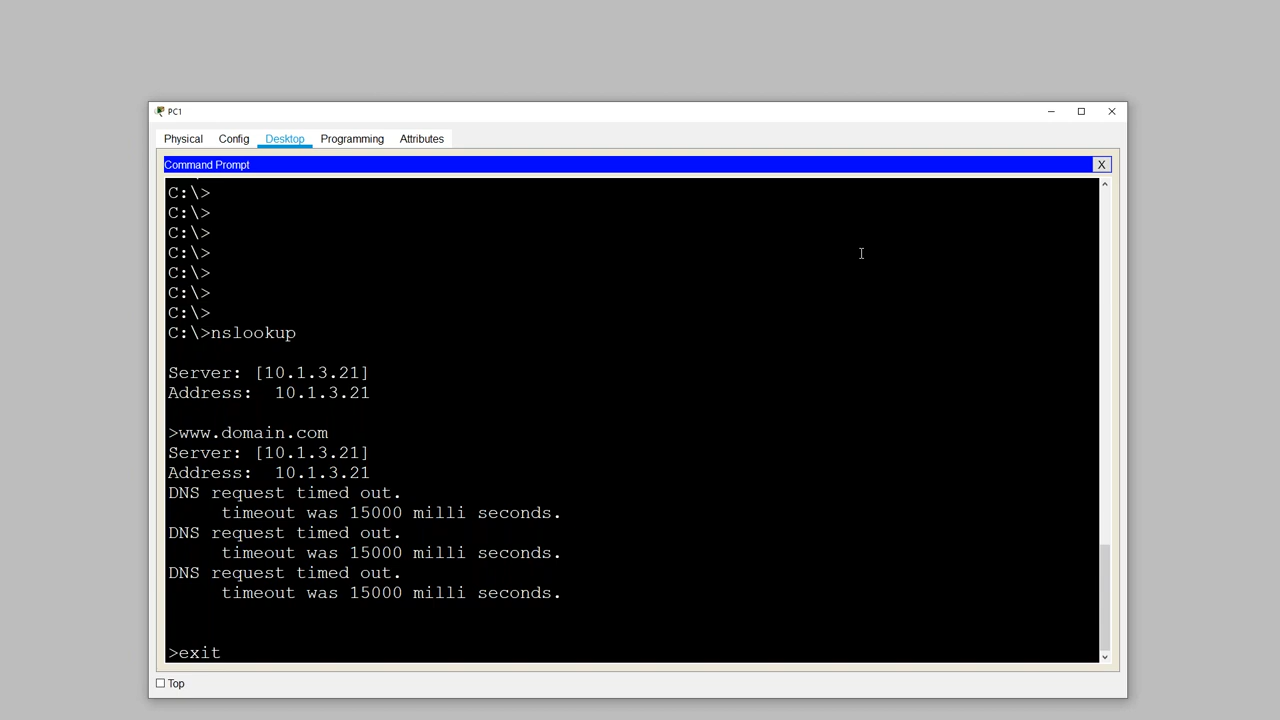 PC1
Physical Config Desktop Programming Attributes
Command Prompt
X
C:\>
C:\>
C:\>
C:\>
C:\>
C:\>
C:\>
C:\>nslookup
Server: [10.1.3.21]
Address:  10.1.3.21
>www.domain.com
Server: [10.1.3.21]
Address:  10.1.3.21
DNS request timed out.
     timeout was 15000 milli seconds.
DNS request timed out.
     timeout was 15000 milli seconds.
DNS request timed out.
     timeout was 15000 milli seconds.
>exit
Top